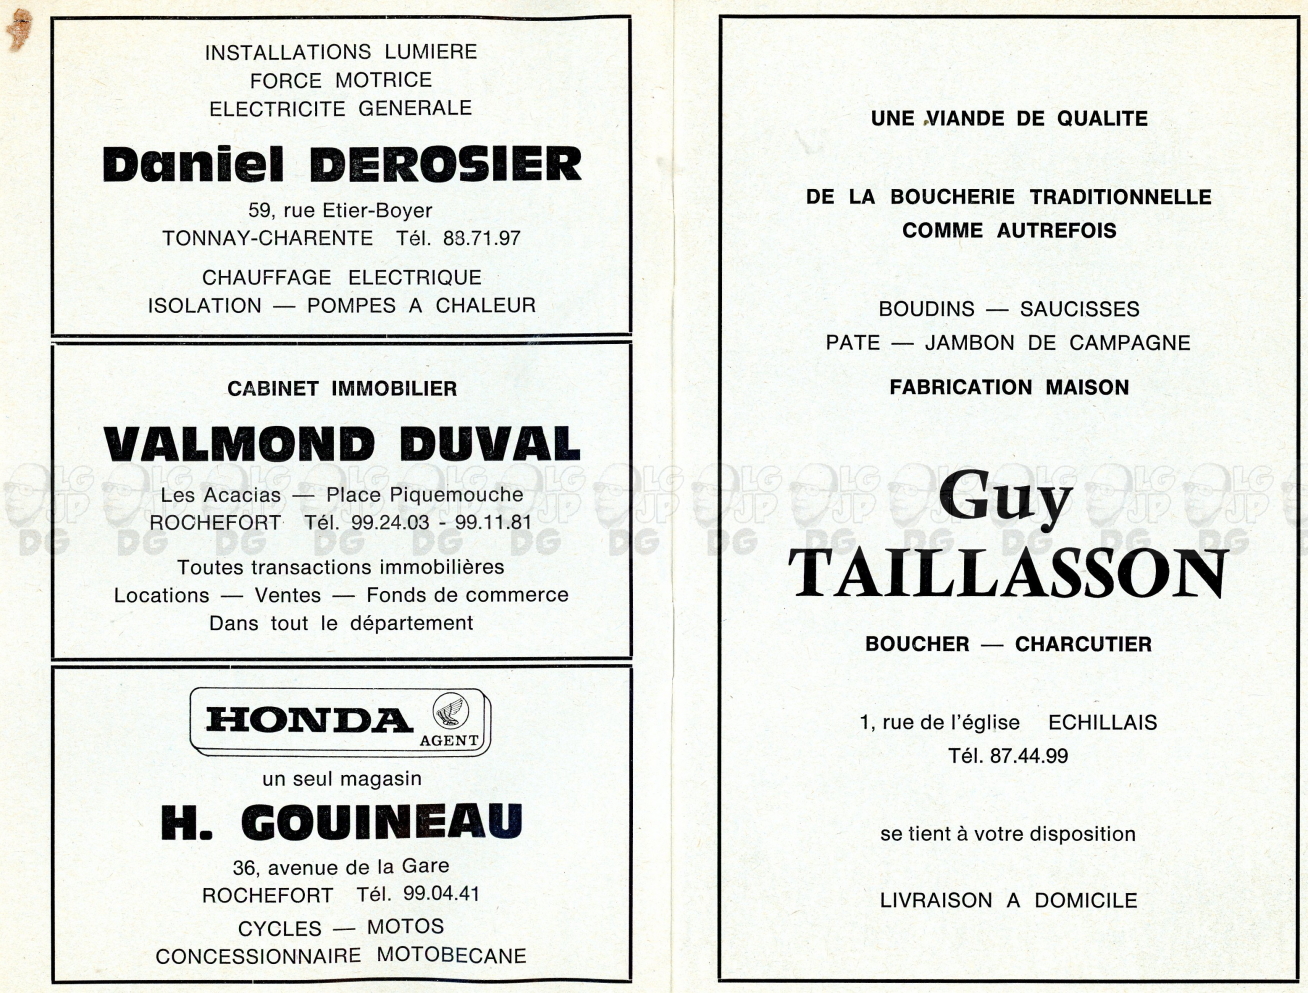 INSTALLATIONS LUMIERE
FORCE MOTRICE
ELECTRICITE GENERALE
Daniel DEROSIER
59, rue Etier-Boyer
TONNAY-CHARENTE Tél. 83.71.97
CHAUFFAGE ELECTRIQUE
ISOLATION — POMPES A CHALEUR
CABINET IMMOBILIER
VALMOND DUVAL
Les Acacias — Place Piquemouche
ROCHEFORT Tél. 99.24.03 - 99.11.81
Toutes transactions immobilières
Locations — Ventes — Fonds de commerce
Dans tout le département
HONDA
AGENT
un seul magasin
H. GOUINEAU
36, avenue de la Gare
ROCHEFORT Tél. 99.04.41
CYCLES — MOTOS
CONCESSIONNAIRE MOTOBECANE
UNE VIANDE DE QUALITE
DE LA BOUCHERIE TRADITIONNELLE
COMME AUTREFOIS
BOUDINS — SAUCISSES
PATE — JAMBON DE CAMPAGNE
FABRICATION MAISON
Guy
TAILLASSON
BOUCHER — CHARCUTIER
1, rue de l'église ECHILLAIS
Tél. 87.44.99
se tient à votre disposition
LIVRAISON A DOMICILE
LG
JP
DG